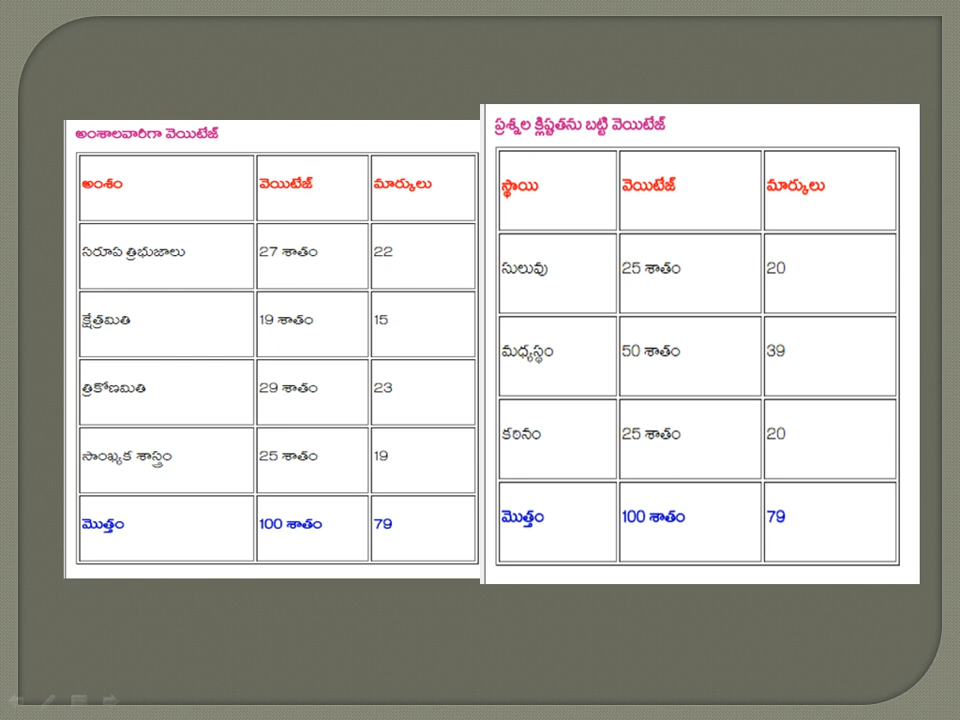 అంశాలవారీగా వెయిటేజ్
అంశం వెయిటేజ్ మార్కులు
సరూప త్రిభుజాలు 27 శాతం 22
క్షేత్రమితి 19 శాతం 15
త్రికోణమితి 29 శాతం 23
సాంఖ్యక శాస్త్రం 25 శాతం 19
మొత్తం 100 శాతం 79
ప్రశ్నల క్లిష్టతను బట్టి వెయిటేజ్
స్థాయి వెయిటేజ్ మార్కులు
సులువు 25 శాతం 20
మధ్యస్థం 50 శాతం 39
కఠినం 25 శాతం 20
మొత్తం 100 శాతం 79